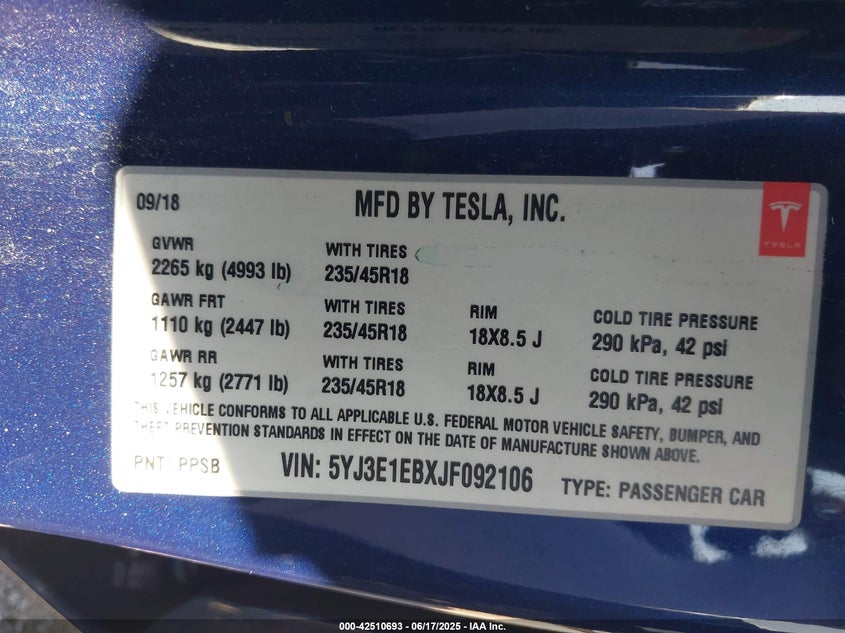 09/18 MFD BY TESLA, INC.
TESLA
GVWR WITH TIRES
2265 kg (4993 lb) 235/45R18
GAWR FRT WITH TIRES RIM COLD TIRE PRESSURE
1110 kg (2447 lb) 235/45R18 18X8.5 J 290 kPa, 42 psi
GAWR RR WITH TIRES RIM COLD TIRE PRESSURE
1257 kg (2771 lb) 235/45R18 18X8.5 J 290 kPa, 42 psi
THIS VEHICLE CONFORMS TO ALL APPLICABLE U.S. FEDERAL MOTOR VEHICLE SAFETY, BUMPER, AND
THEFT PREVENTION STANDARDS IN EFFECT ON THE DATE OF MANUFACTURE SHOWN ABOVE.
PNT: PPSB VIN: 5YJ3E1EBXJF092106 TYPE: PASSENGER CAR
000-42510693 - 06/17/2025 - IAA Inc.